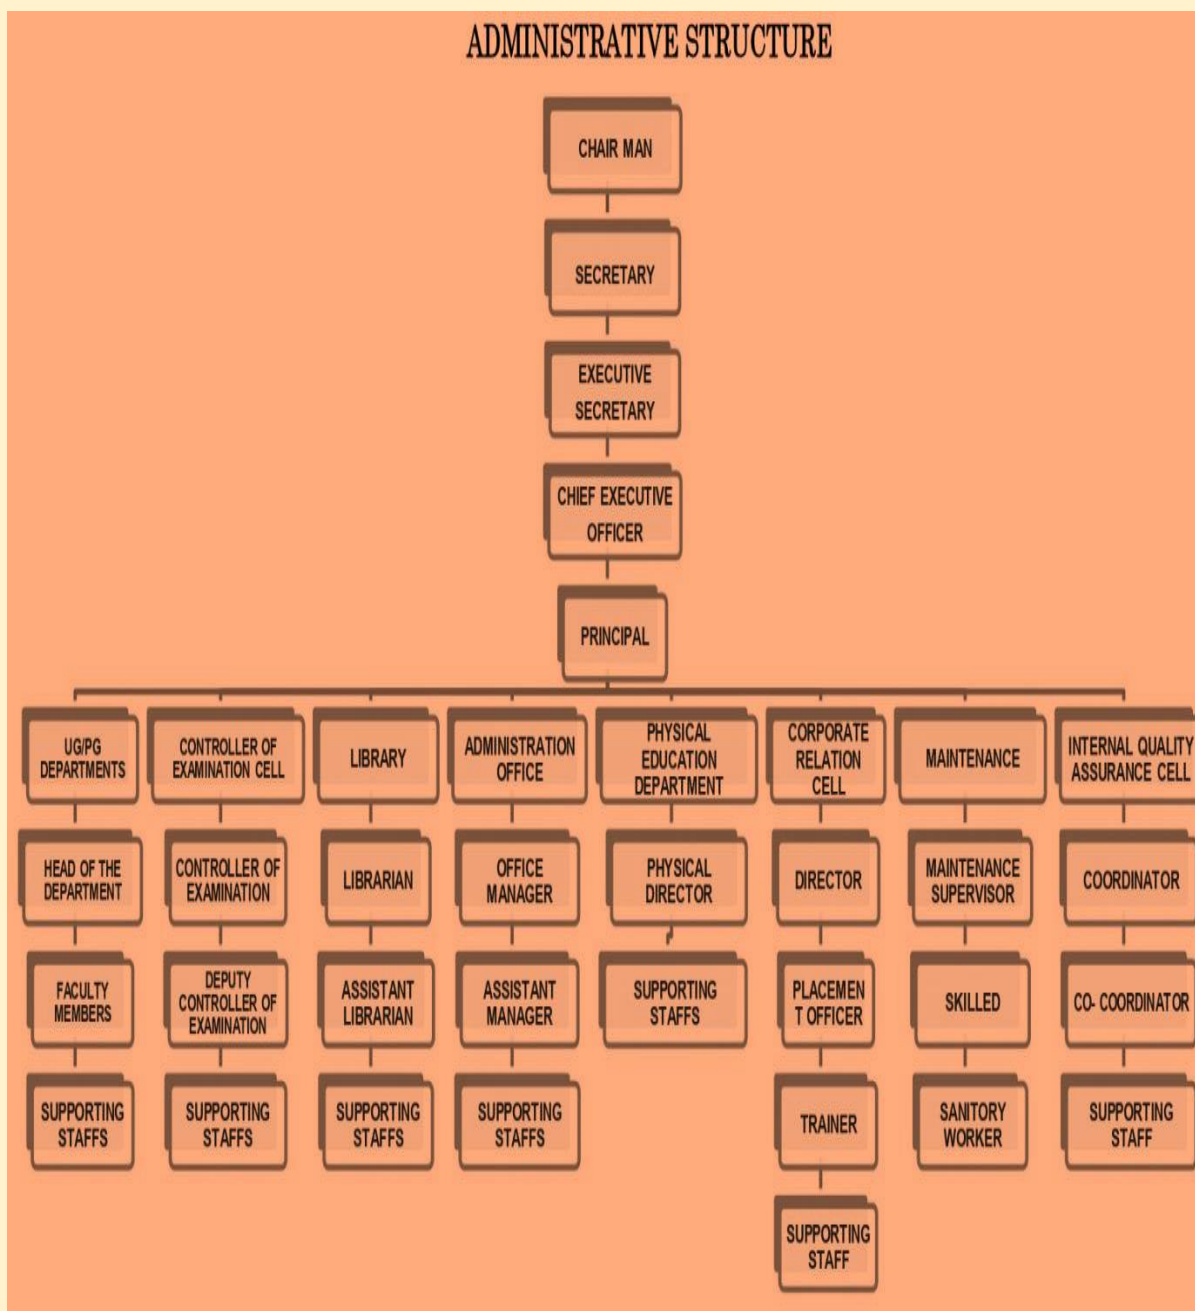 ADMINISTRATIVE STRUCTURE
CHAIR MAN
SECRETARY
EXECUTIVE
SECRETARY
CHIEF EXECUTIVE
OFFICER
PRINCIPAL
UG/PG
DEPARTMENTS
CONTROLLER OF
EXAMINATION CELL
LIBRARY
ADMINISTRATION
OFFICE
PHYSICAL
EDUCATION
DEPARTMENT
CORPORATE
RELATION
CELL
MAINTENANCE
INTERNAL QUALITY
ASSURANCE CELL
HEAD OF THE
DEPARTMENT
CONTROLLER OF
EXAMINATION
LIBRARIAN
OFFICE
MANAGER
PHYSICAL
DIRECTOR
DIRECTOR
MAINTENANCE
SUPERVISOR
COORDINATOR
FACULTY
MEMBERS
DEPUTY
CONTROLLER OF
EXAMINATION
ASSISTANT
LIBRARIAN
ASSISTANT
MANAGER
SUPPORTING
STAFFS
PLACEMEN
T OFFICER
SKILLED
CO- COORDINATOR
SUPPORTING
STAFFS
SUPPORTING
STAFFS
SUPPORTING
STAFFS
SUPPORTING
STAFFS
TRAINER
SANITORY
WORKER
SUPPORTING
STAFF
SUPPORTING
STAFF